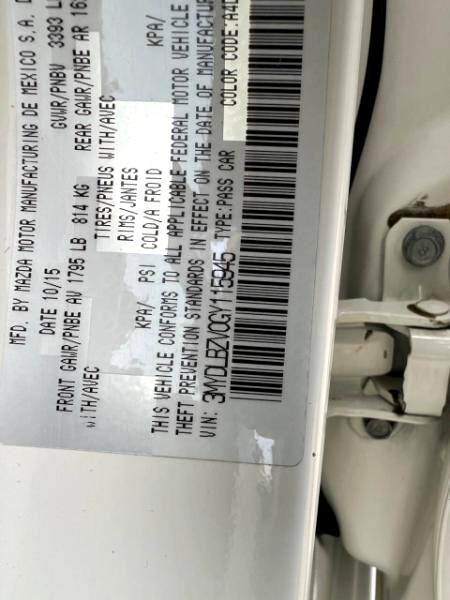 MFD. BY MAZDA MOTOR MANUFACTURING DE MEXICO S.A.
DATE 10/15 GVWR/PNBV 3393
FRONT GAWR/PNBE AV 1795 LB 814 KG REAR GAWR/PNBE AR
WITH/AVEC TIRES/PNEUS WITH/AVEC
RIMS/JANTES
KPA/ PSI COLD/A FROID KPA/
THIS VEHICLE CONFORMS TO ALL APPLICABLE FEDERAL MOTOR VEHICLE
THEFT PREVENTION STANDARDS IN EFFECT ON THE DATE OF
VIN: 3MYDLBZV0GY115945 TYPE:PASS CAR COLOR CODE: